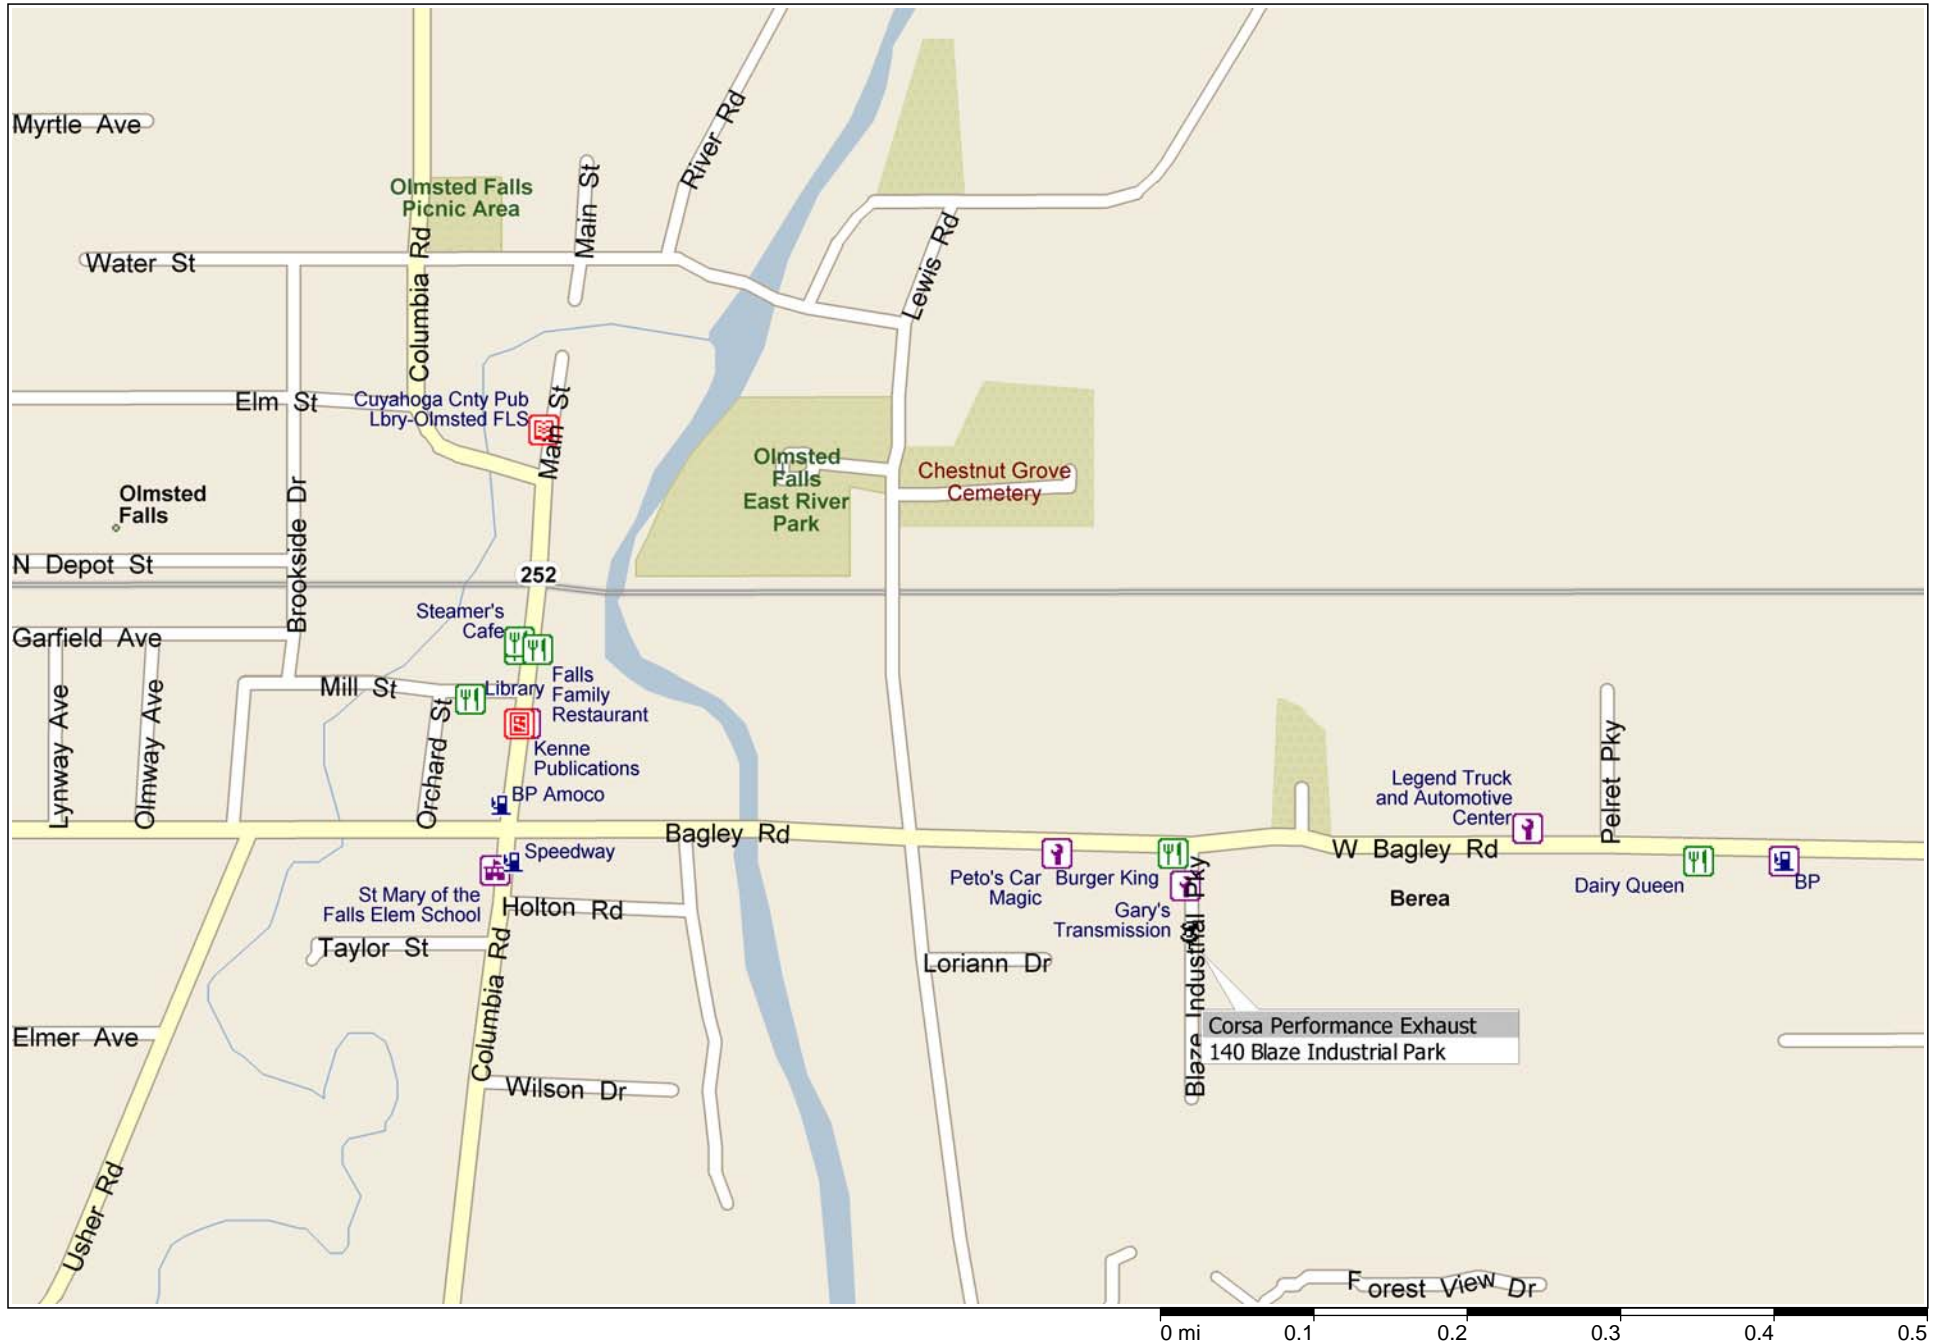 Myrtle Ave
River Rd
Main St
Olmsted Falls
Picnic Area
Water St
Columbia Rd
Lewis Rd
Elm St
Cuyahoga Cnty Pub
Lbry-Olmsted FLS
Main St
Olmsted
Falls
East River
Park
Chestnut Grove
Cemetery
Olmsted
Falls
Brookside Dr
N Depot St
252
Steamer's
Cafe
Garfield Ave
Falls
Family
Restaurant
Mill St
Library
Lynway Ave
Olmway Ave
Orchard St
Kenne
Publications
BP Amoco
Bagley Rd
Pelret Pky
Legend Truck
and Automotive
Center
W Bagley Rd
Speedway
Peto's Car
Magic
Burger King
Dairy Queen
BP
Berea
St Mary of the
Falls Elem School
Holton Rd
Gary's
Transmission
Taylor St
Columbia Rd
Loriann Dr
Blaze Industrial Pky
Corsa Performance Exhaust
140 Blaze Industrial Park
Elmer Ave
Wilson Dr
Usher Rd
Forest View Dr
0 mi 0.1 0.2 0.3 0.4 0.5